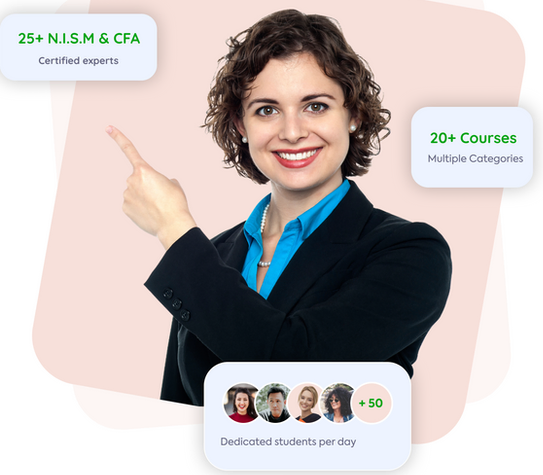 25+ N.I.S.M & CFA
Certified experts
20+ Courses
Multiple Categories
+ 50
Dedicated students per day